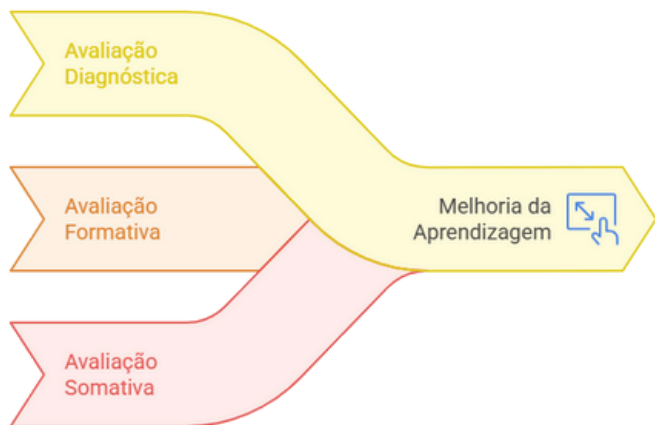 Avaliação
Diagnóstica
Avaliação
Formativa
Melhoria da
Aprendizagem
Avaliação
Somativa